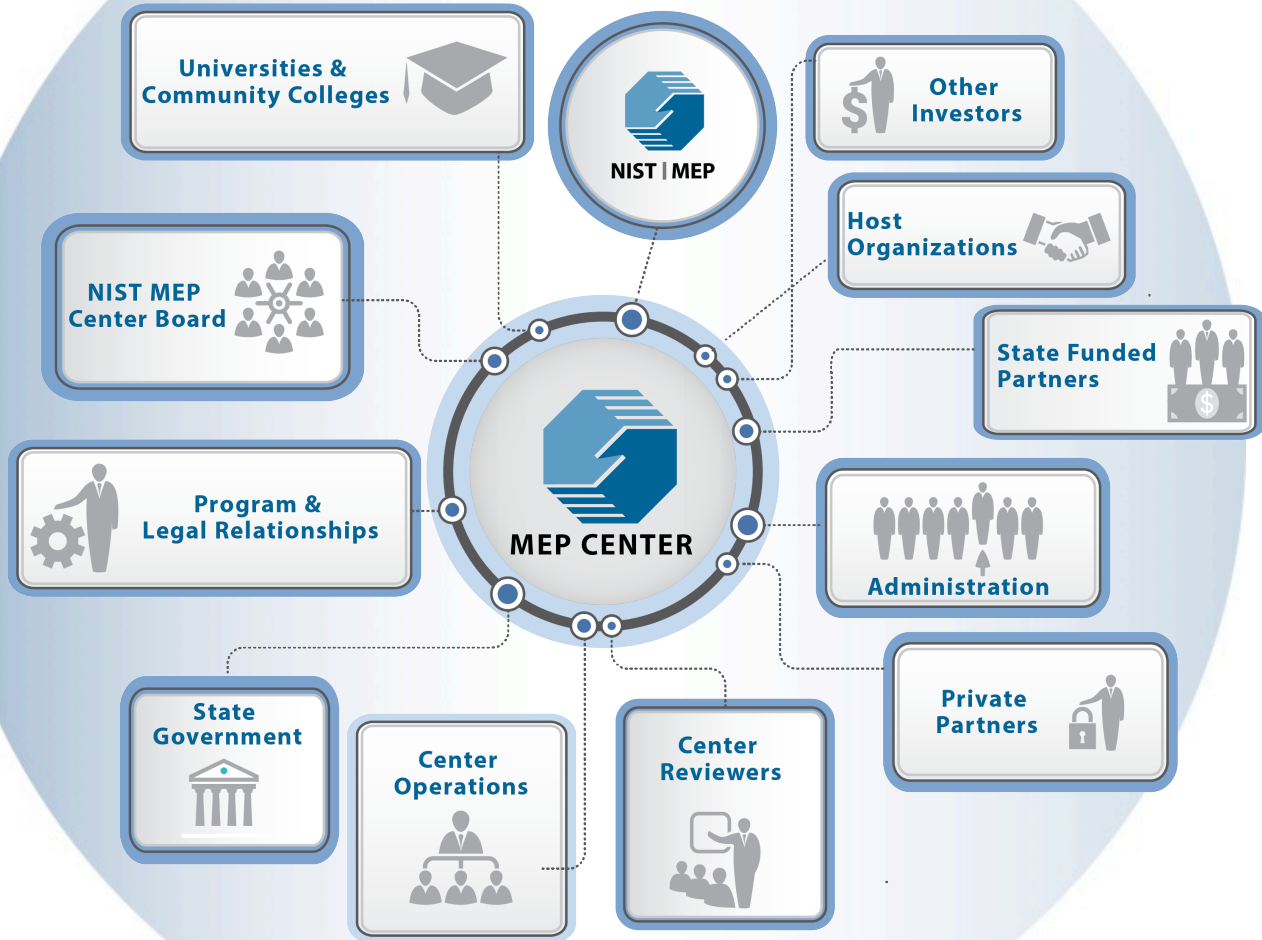 Universities &
Community Colleges
NIST | MEP
Other
Investors
Host
Organizations
NIST MEP
Center Board
State Funded
Partners
$
Program &
Legal Relationships
MEP CENTER
Administration
State
Government
Center
Operations
Center
Reviewers
Private
Partners